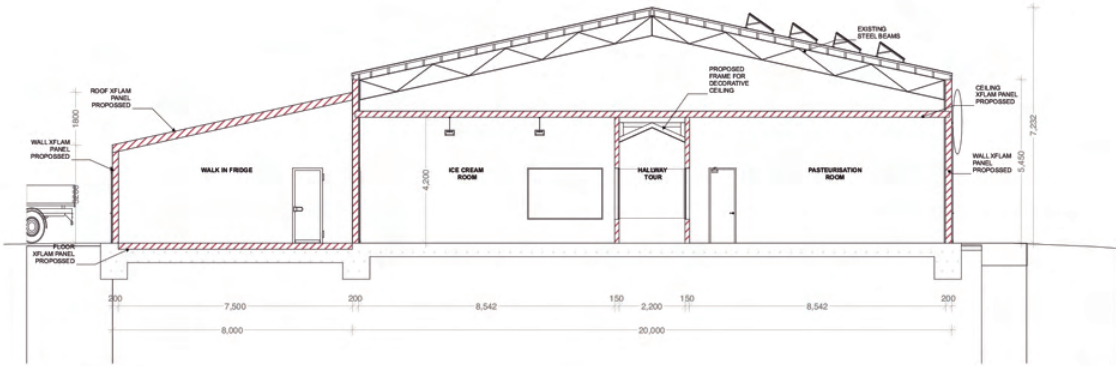 EXISTING
STEEL BEAMS
PROPOSED
FRAME FOR
DECORATIVE
CEILING
ROOF XFLAM
PANEL
PROPOSSED
CEILING
XFLAM PANEL
PROPOSSED
1800
7,232
5,450
WALL XFLAM
PANEL
PROPOSSED
WALK IN FRIDGE
4,200
ICE CREAM
ROOM
HALLWAY
TOUR
PASTEURISATION
ROOM
WALL XFLAM
PANEL
PROPOSSED
FLOOR
XFLAM PANEL
PROPOSSED
200
7,500
200
8,542
150
2,200
150
8,542
200
8,000
20,000